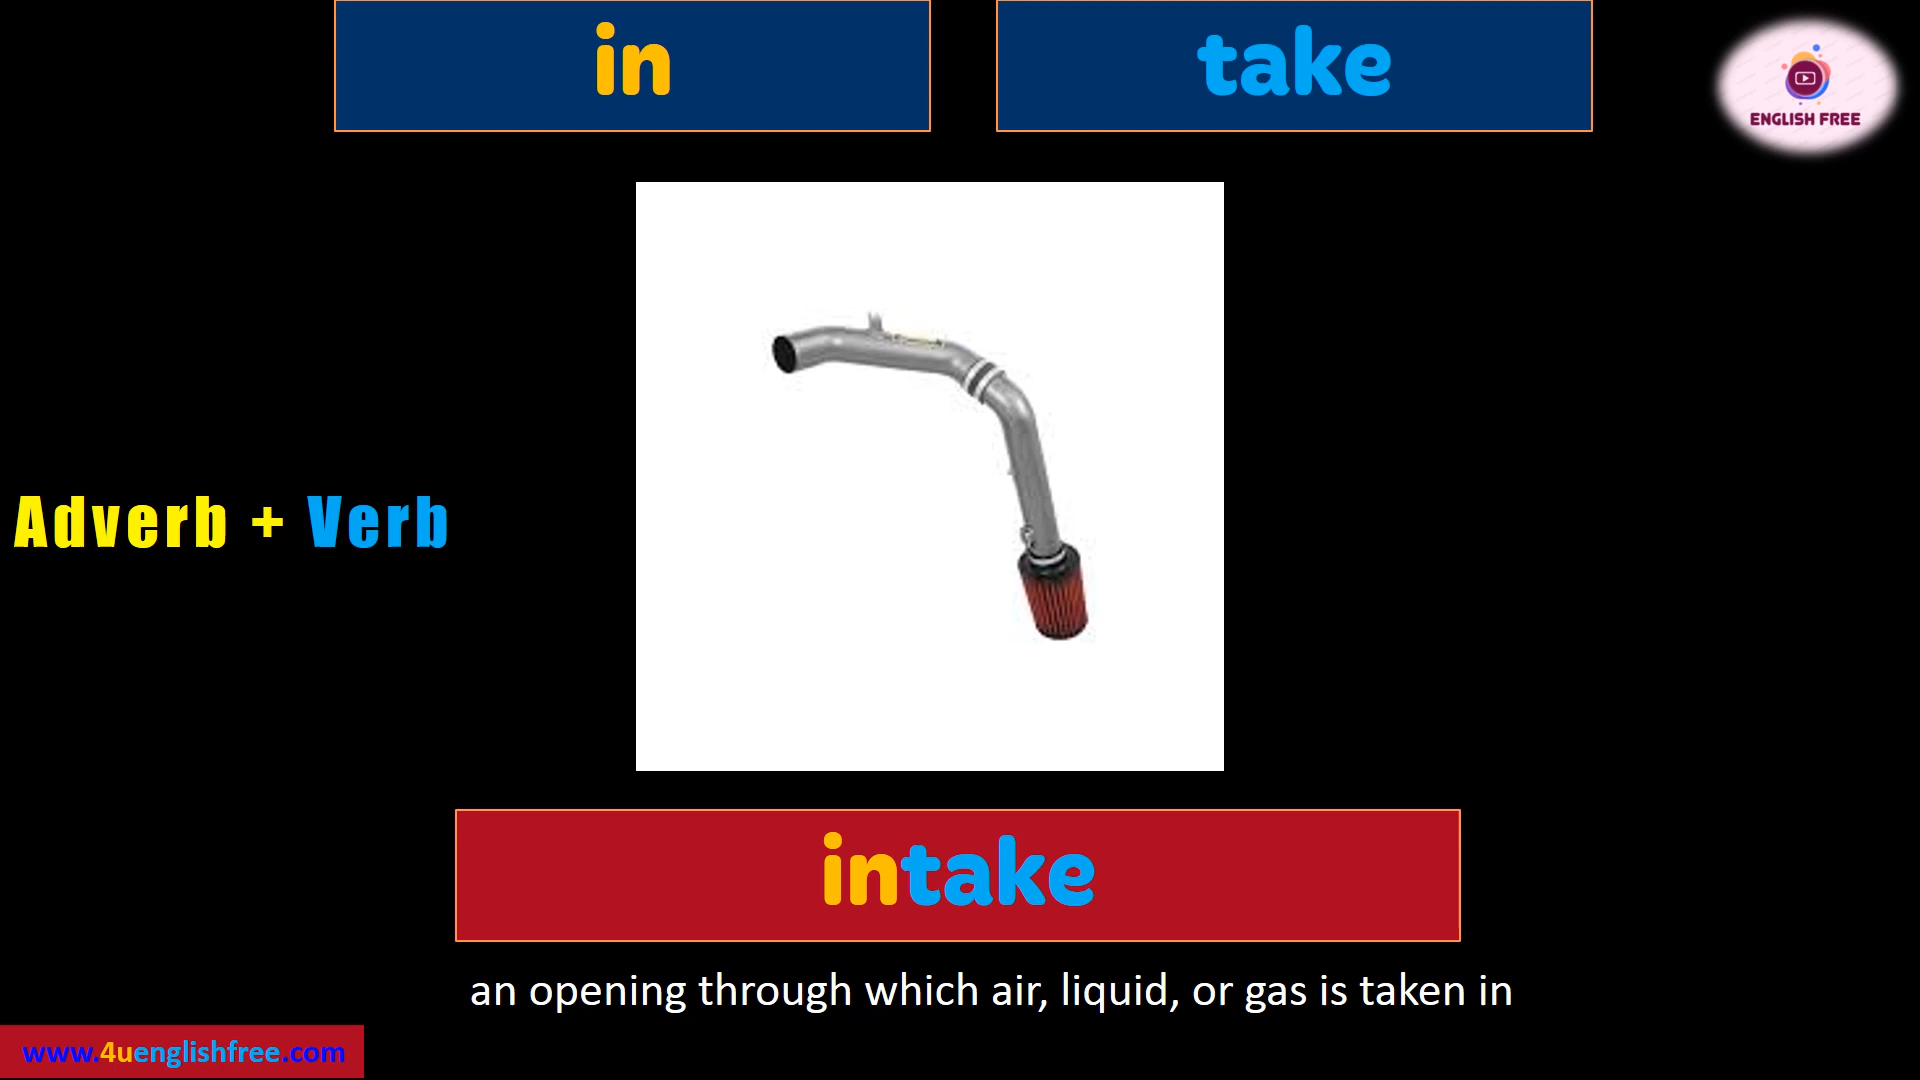 in
take
ENGLISH FREE
Adverb + Verb
intake
an opening through which air, liquid, or gas is taken in
www.4uenglishfree.com